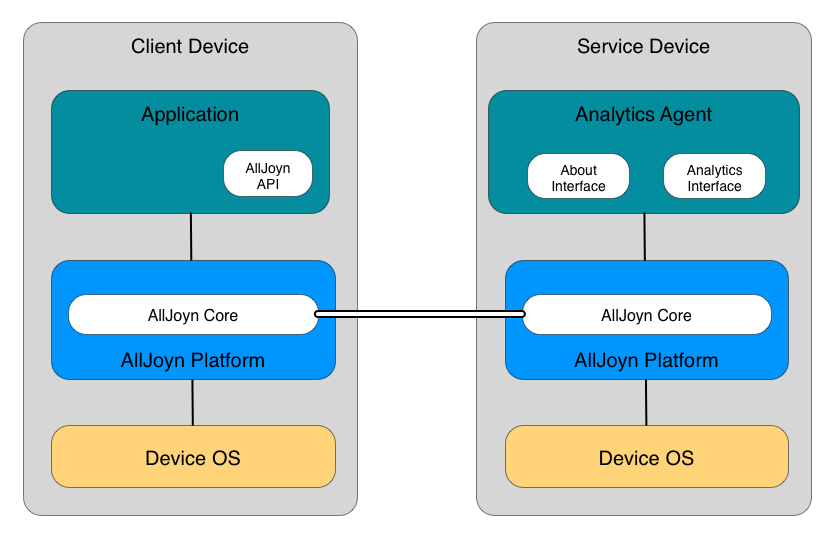 Client Device
Application
AllJoyn
API
AllJoyn Core
AllJoyn Platform
Device OS
Service Device
Analytics Agent
About
Interface
Analytics
Interface
AllJoyn Core
AllJoyn Platform
Device OS